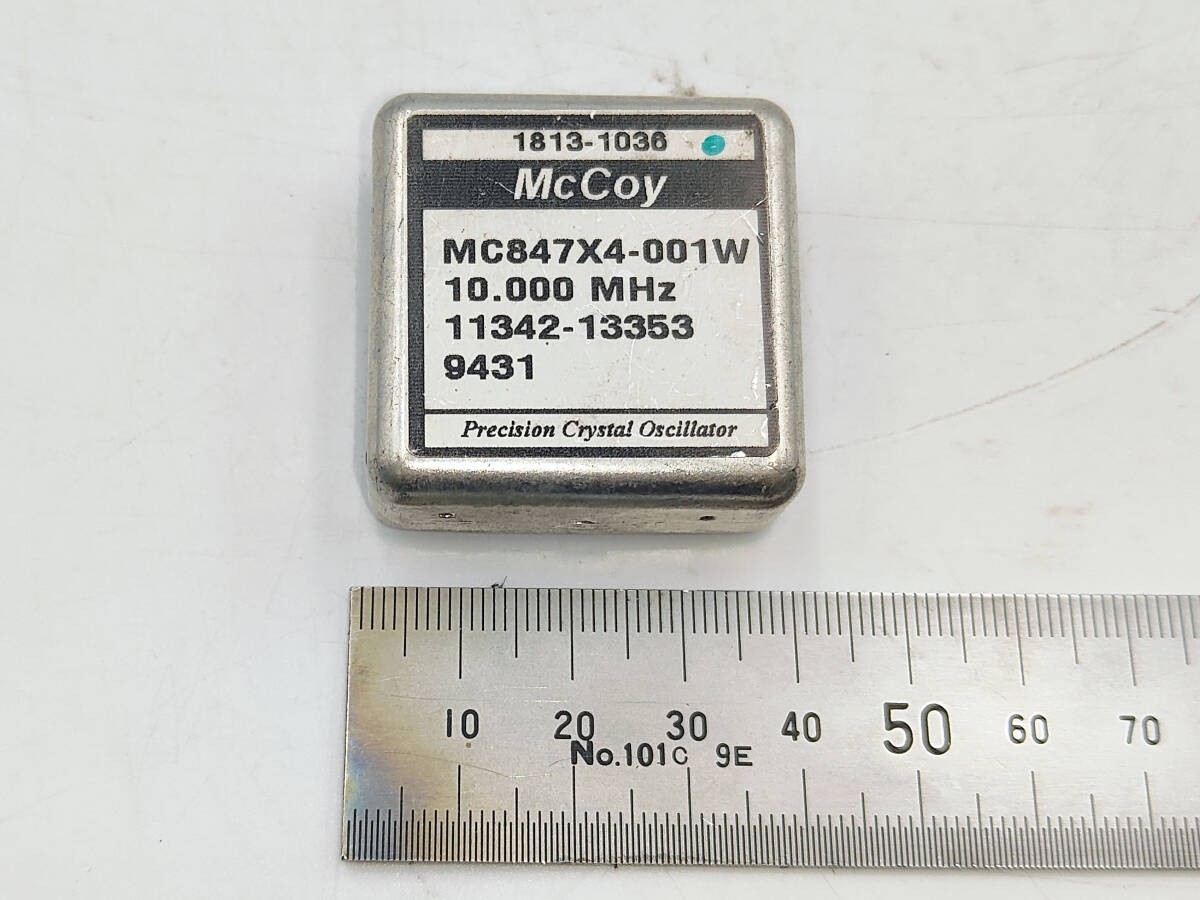 1813-1036
McCoy
MC847X4-001W
10.000 MHz
11342-13353
9431
Precision Crystal Oscillator
10 20 30 40 50 60 70
No.101C 9E